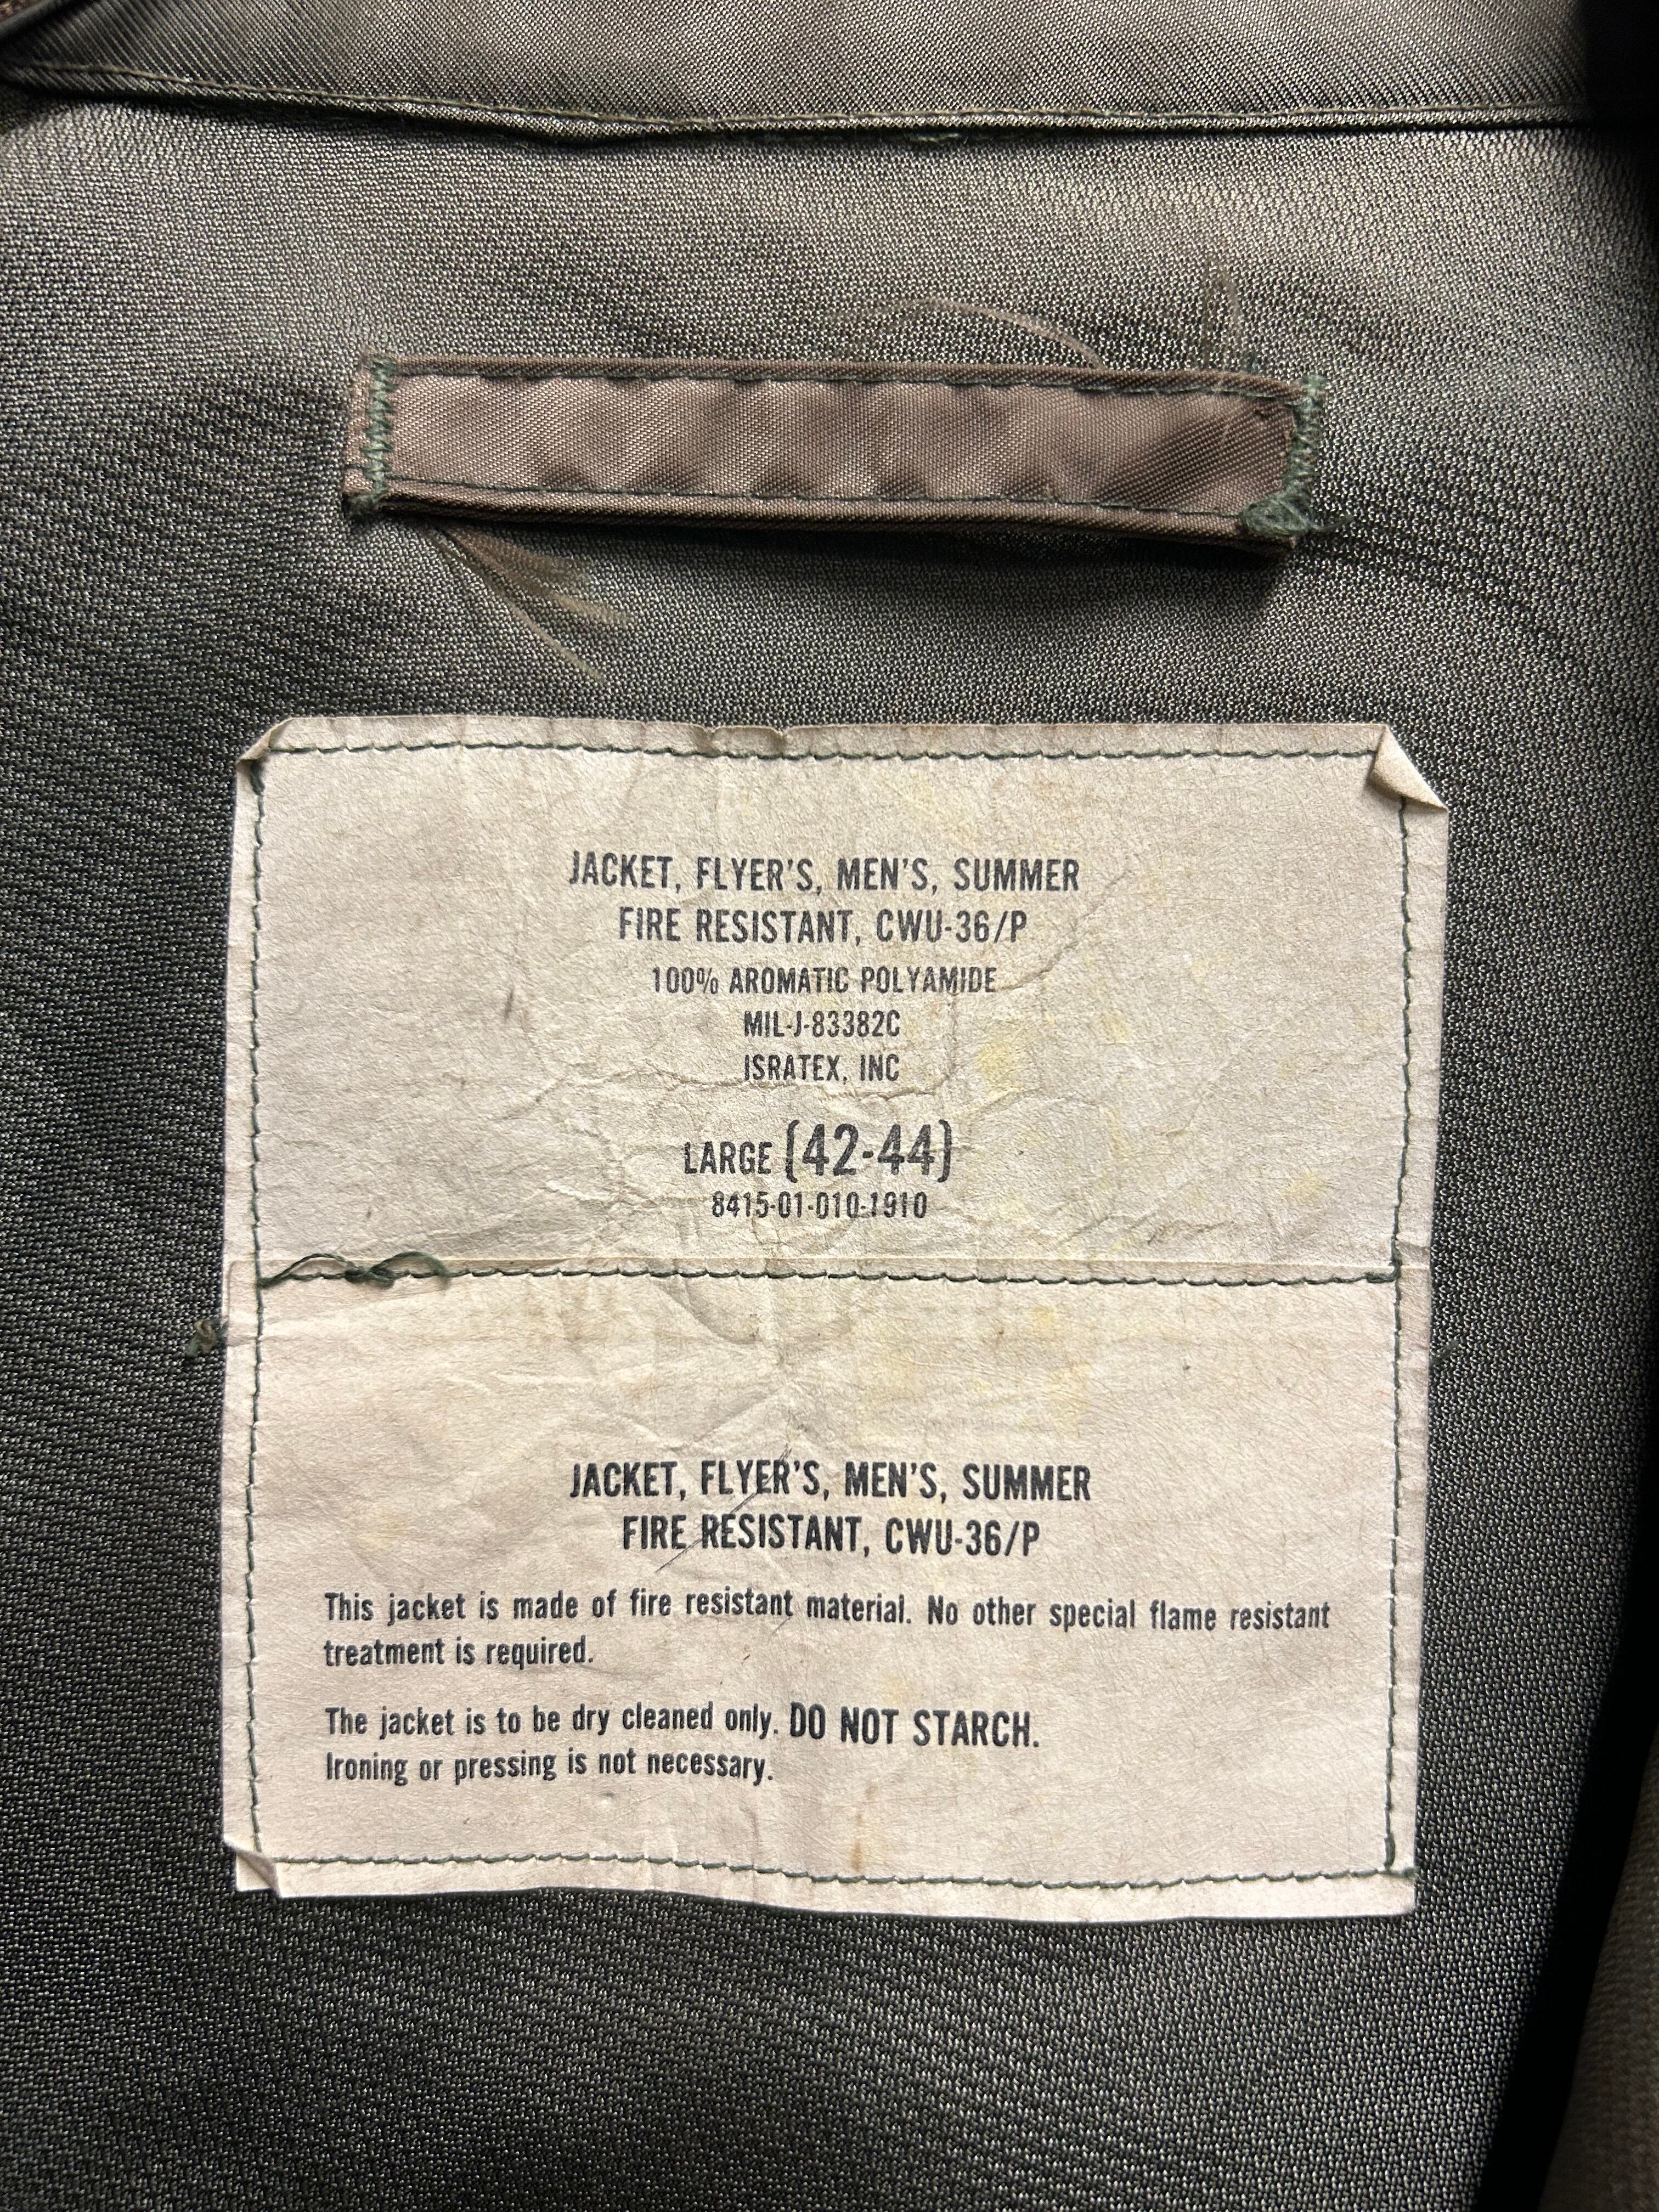 JACKET, FLYER'S, MEN'S, SUMMER
FIRE RESISTANT, CWU-36/P
100% AROMATIC POLYAMIDE
MIL-J-83382C
ISRATEX, INC
LARGE (42-44)
8415-01-010-1910
JACKET, FLYER'S, MEN'S, SUMMER
FIRE RESISTANT, CWU-36/P
This jacket is made of fire resistant material. No other special flame resistant
treatment is required.
The jacket is to be dry cleaned only. DO NOT STARCH.
Ironing or pressing is not necessary.